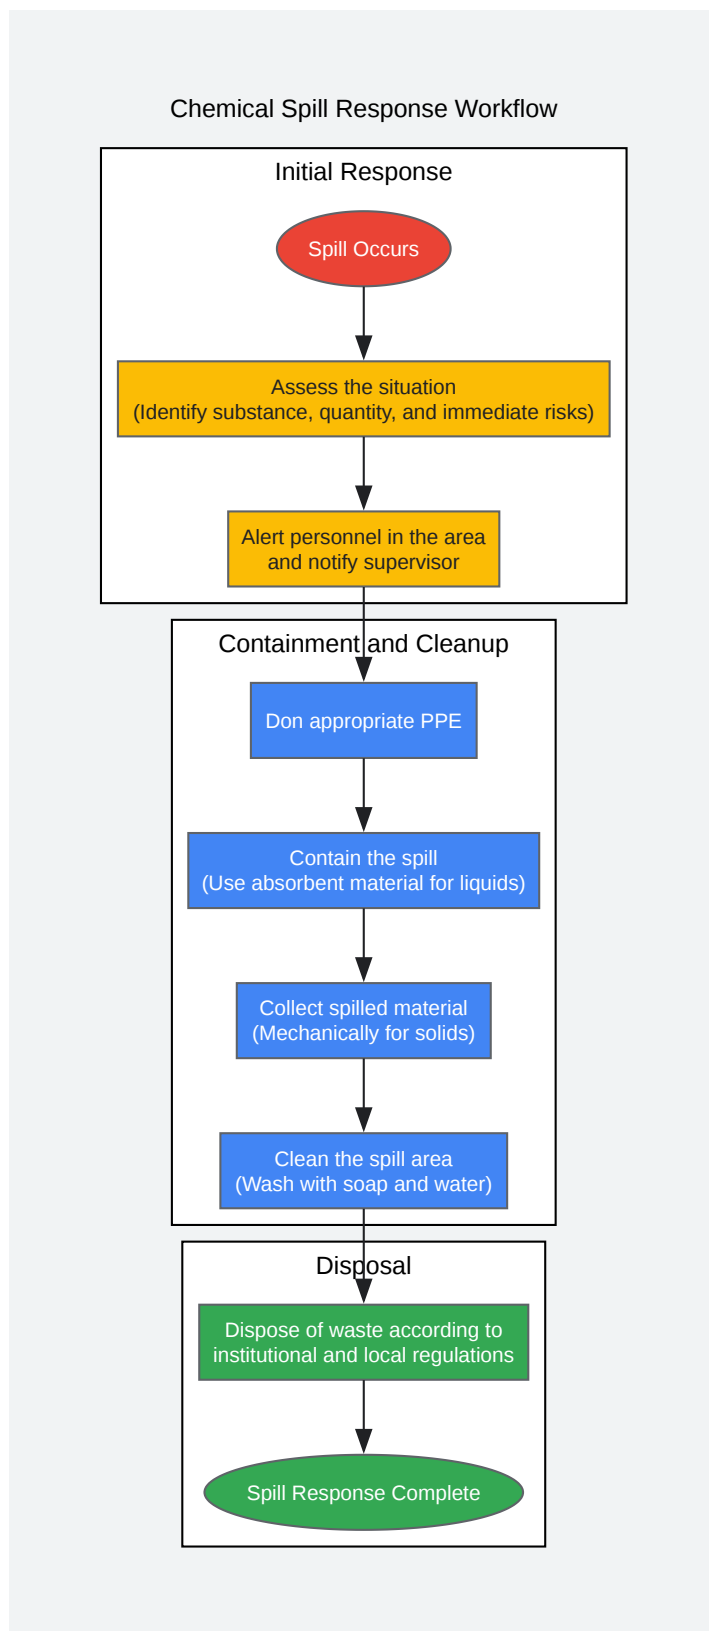 Chemical Spill Response Workflow
Initial Response
Spill Occurs
Assess the situation
(Identify substance, quantity, and immediate risks)
Alert personnel in the area
and notify supervisor
Containment and Cleanup
Don appropriate PPE
Contain the spill
(Use absorbent material for liquids)
Collect spilled material
(Mechanically for solids)
Clean the spill area
(Wash with soap and water)
Disposal
Dispose of waste according to
institutional and local regulations
Spill Response Complete